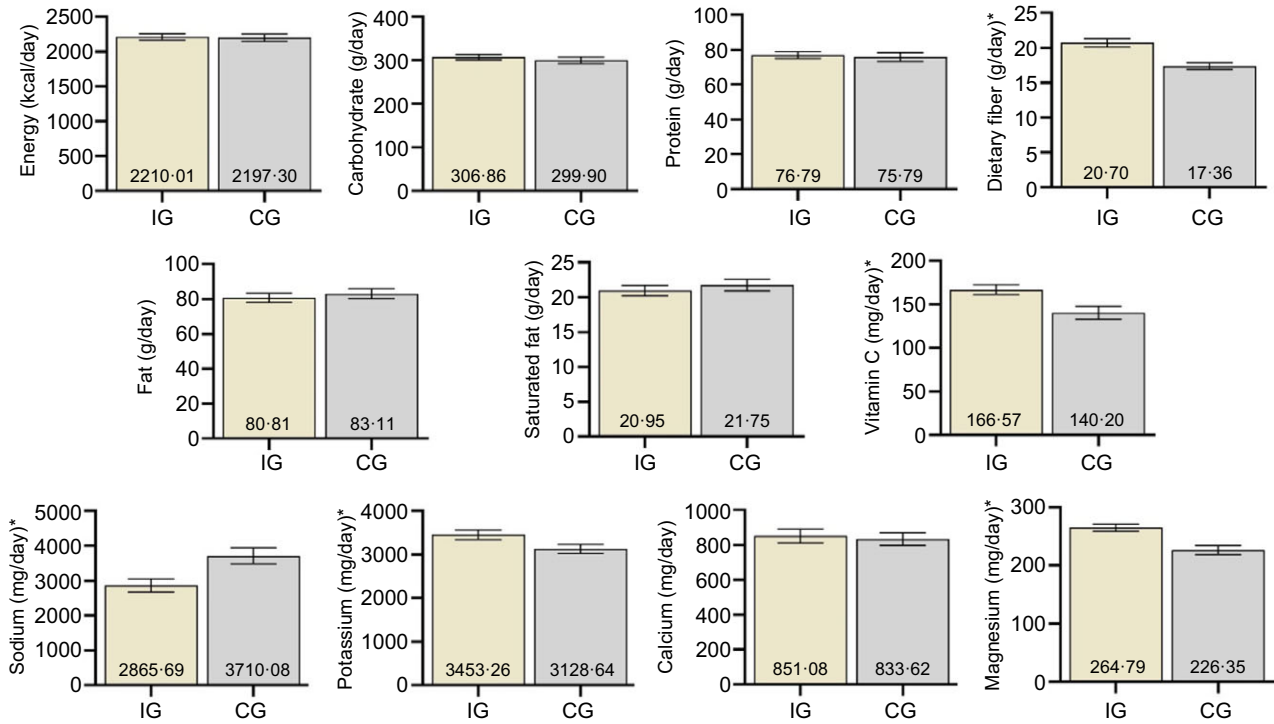 Energy (kcal/day)
2500
2000
1500
1000
500
0
2210·01
2197·30
IG
CG
Carbohydrate (g/day)
400
300
200
100
0
306·86
299·90
IG
CG
Protein (g/day)
100
80
60
40
20
0
76·79
75·79
IG
CG
Dietary fiber (g/day)*
25
20
15
10
5
0
20·70
17·36
IG
CG
Fat (g/day)
100
80
60
40
20
0
80·81
83·11
IG
CG
Saturated fat (g/day)
25
20
15
10
5
0
20·95
21·75
IG
CG
Vitamin C (mg/day)*
200
150
100
50
0
166·57
140·20
IG
CG
Sodium (mg/day)*
5000
4000
3000
2000
1000
0
2865·69
3710·08
IG
CG
Potassium (mg/day)*
4000
3000
2000
1000
0
3453·26
3128·64
IG
CG
Calcium (mg/day)
1000
800
600
400
200
0
851·08
833·62
IG
CG
Magnesium (mg/day)*
300
200
100
0
264·79
226·35
IG
CG